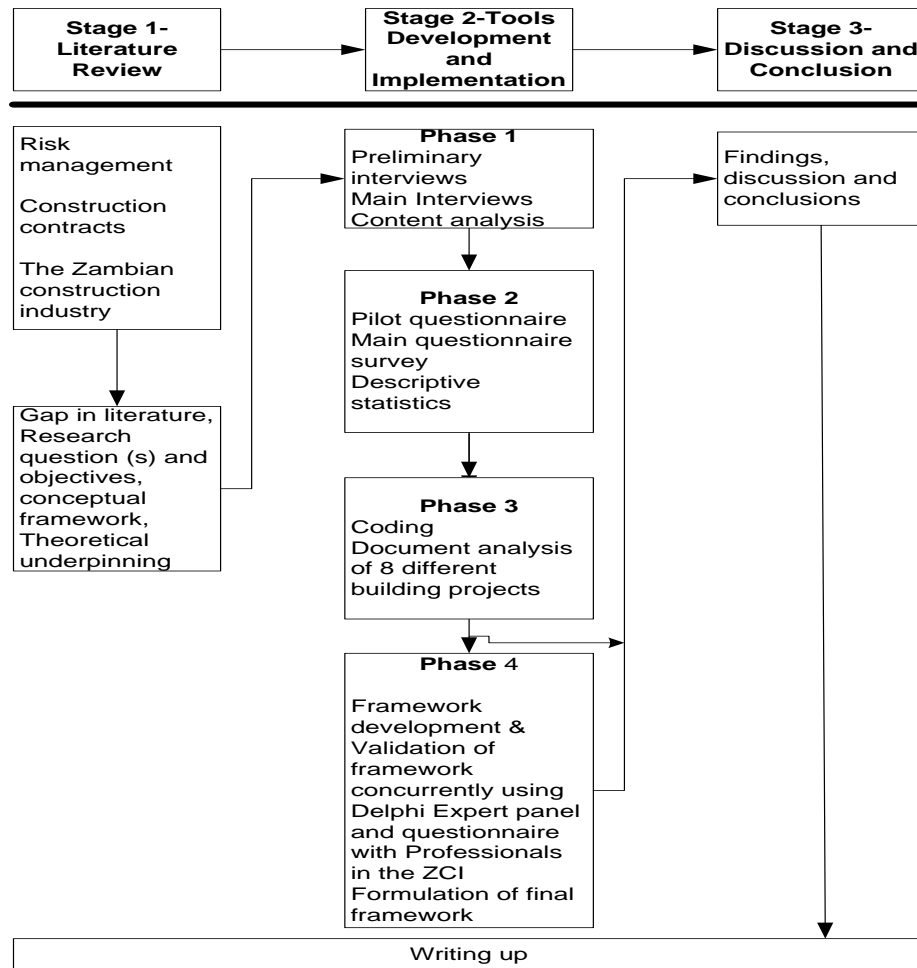 Stage 1-
Literature
Review
Stage 2-Tools
Development
and
Implementation
Stage 3-
Discussion and
Conclusion
Risk
management
Construction
contracts
The Zambian
construction
industry
Gap in literature,
Research
question (s) and
objectives,
conceptual
framework,
Theoretical
underpinning
Phase 1
Preliminary
interviews
Main Interviews
Content analysis
Phase 2
Pilot questionnaire
Main questionnaire
survey
Descriptive
statistics
Phase 3
Coding
Document analysis
of 8 different
building projects
Phase 4
Framework
development &
Validation of
framework
concurrently using
Delphi Expert panel
and questionnaire
with Professionals
in the ZCI
Formulation of final
framework
Findings,
discussion and
conclusions
Writing up